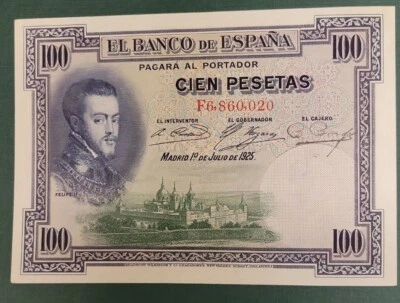 100 EL BANCO DE ESPAÑA 100
PAGARÁ AL PORTADOR
CIEN PESETAS
F6,860,020
EL INTERVENTOR EL GOBERNADOR EL CAJERO
MADRID 1º DE JULIO DE 1925.
FELIPE II
100 100